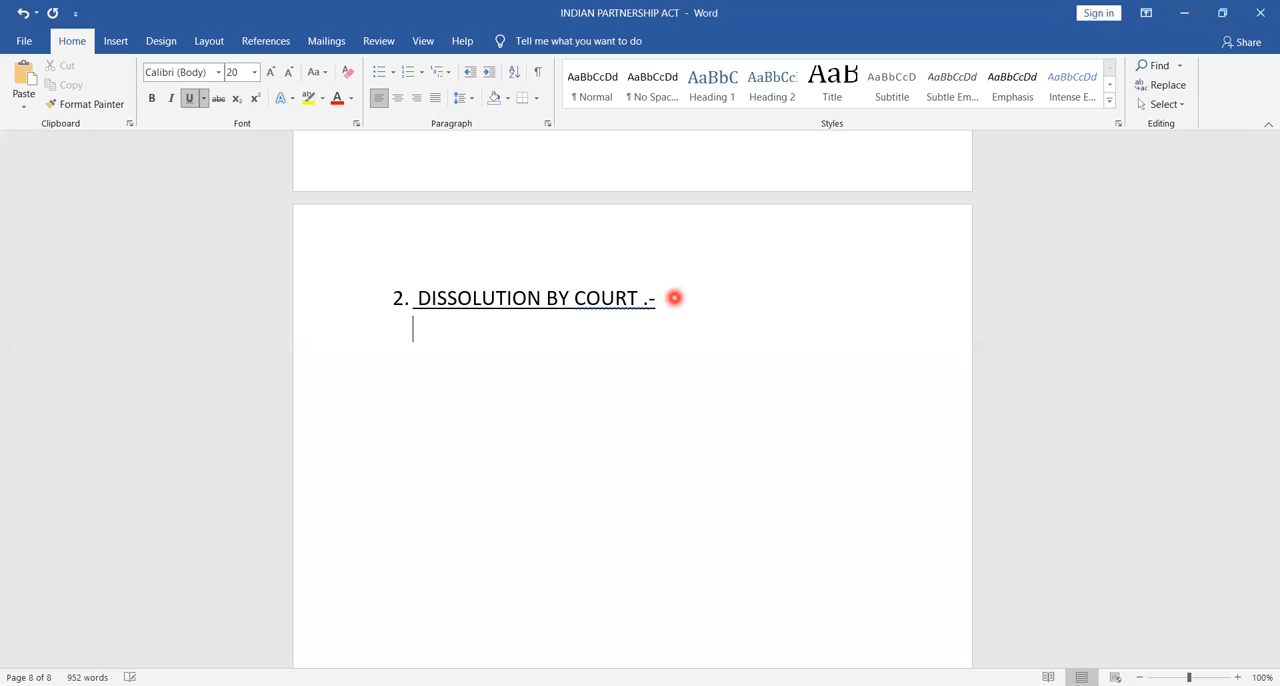 INDIAN PARTNERSHIP ACT - Word
Sign in
File Home Insert Design Layout References Mailings Review View Help Tell me what you want to do Share
Paste Cut Copy Format Painter
Clipboard
Calibri (Body) 20
Font
Paragraph
AaBbCcDd AaBbCcDd AaBbC AaBbCc AaB AaBbCcD AaBbCcDd AaBbCcDd AaBbCcDd
¶ Normal ¶ No Spac... Heading 1 Heading 2 Title Subtitle Subtle Em... Emphasis Intense E...
Styles
Find
Replace
Select
Editing
2. DISSOLUTION BY COURT .-
Page 8 of 8 952 words 100%